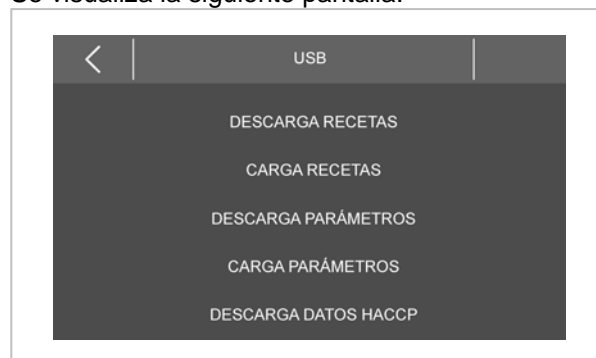 Se visualiza la siguiente pantalla:
USB
DESCARGA RECETAS
CARGA RECETAS
DESCARGA PARÁMETROS
CARGA PARÁMETROS
DESCARGA DATOS HACCP